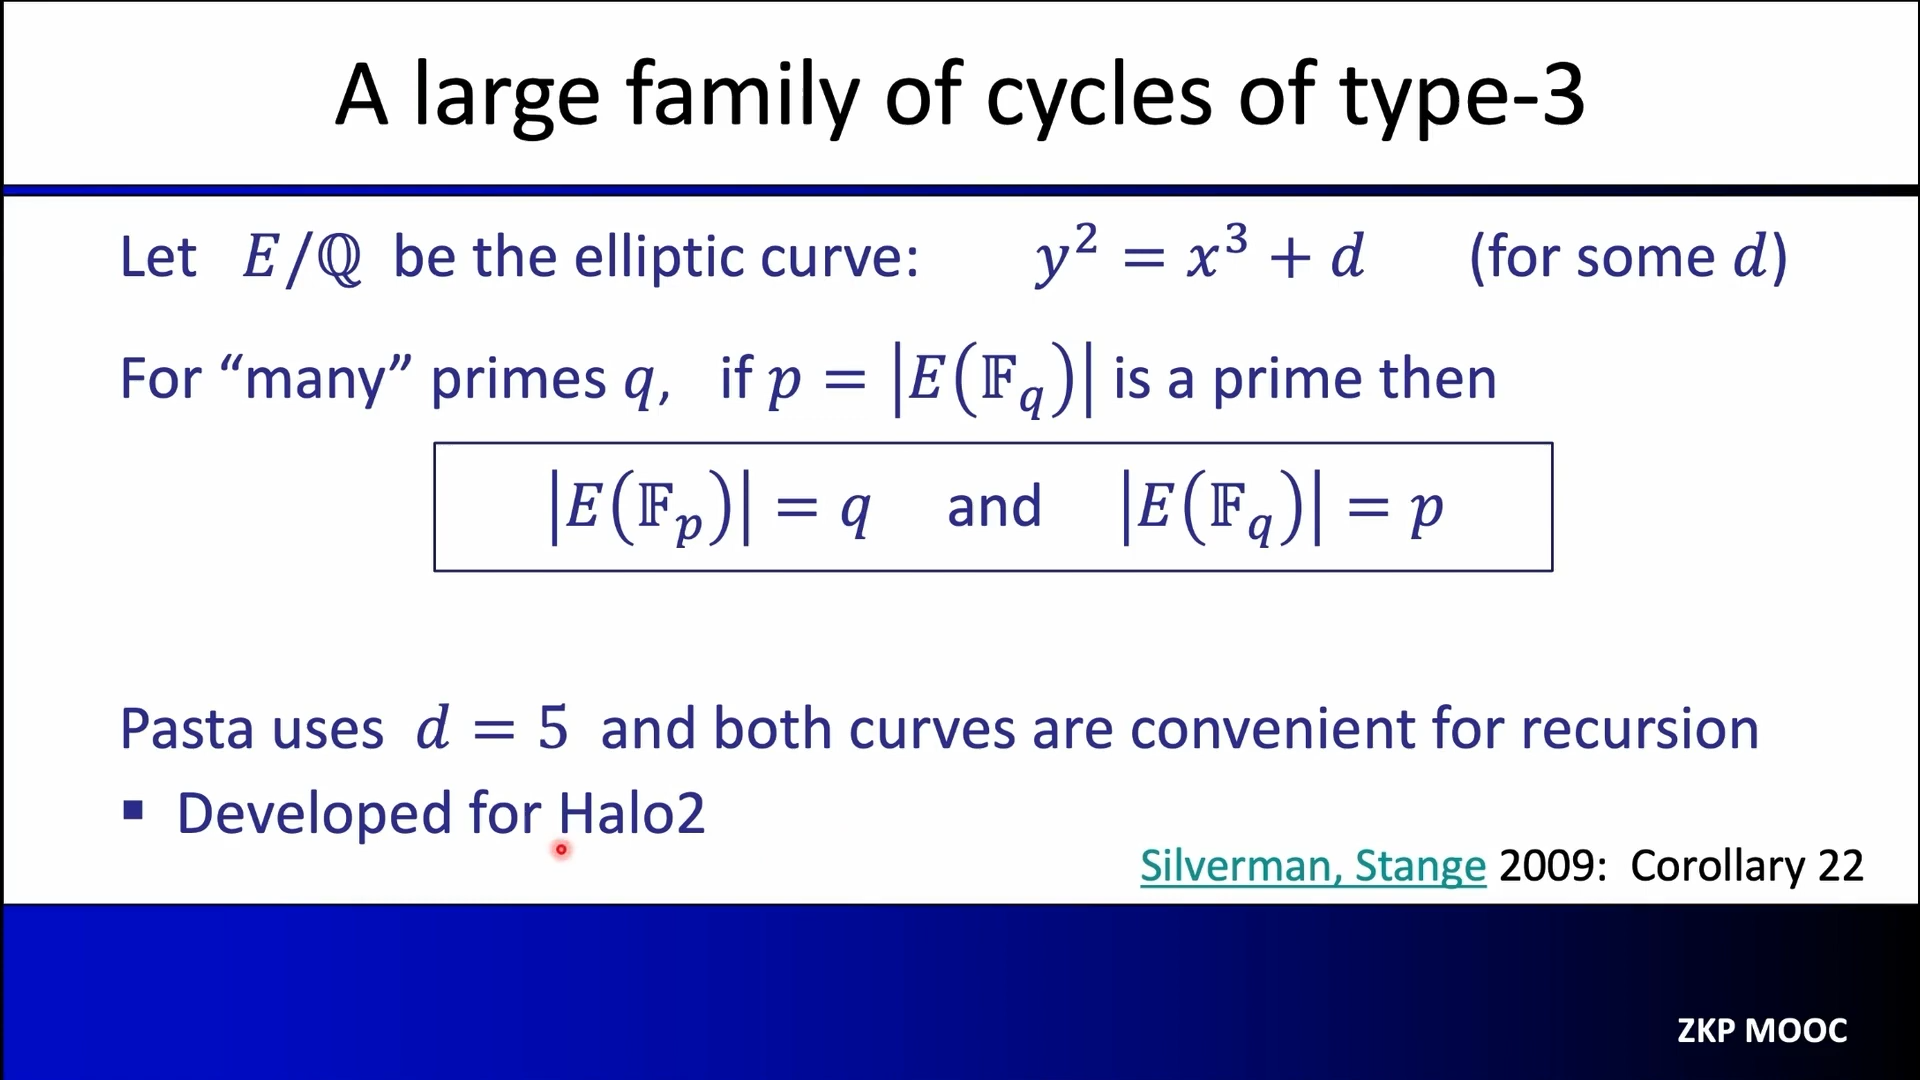 A large family of cycles of type-3
Let E/ℚ be the elliptic curve: y² = x³ + d (for some d)
For “many” primes q, if p = |E(𝔽_q)| is a prime then
|E(𝔽_p)| = q and |E(𝔽_q)| = p
Pasta uses d = 5 and both curves are convenient for recursion
▪ Developed for Halo2
Silverman, Stange 2009: Corollary 22
ZKP MOOC